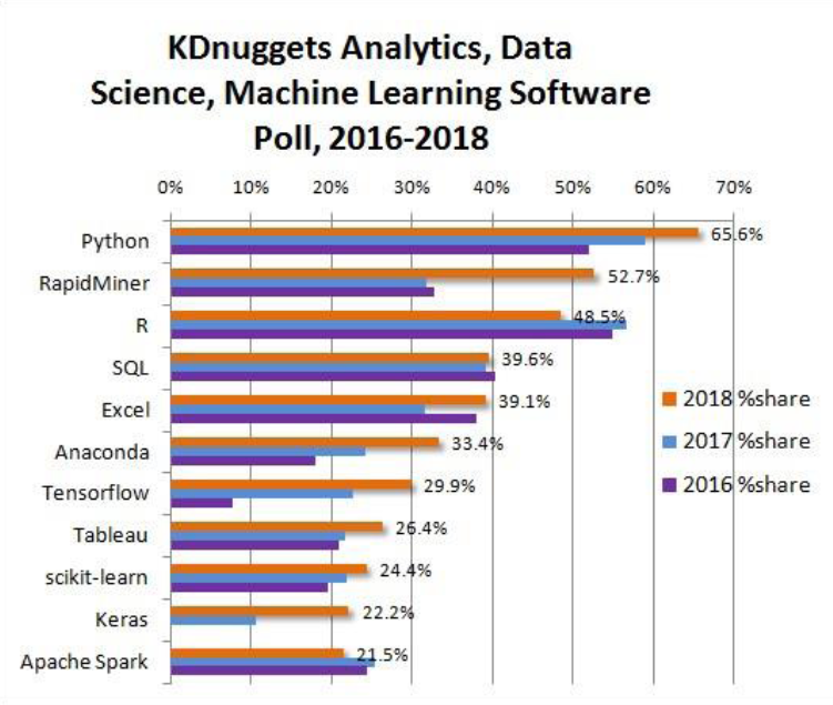 KDnuggets Analytics, Data
Science, Machine Learning Software
Poll, 2016-2018
0% 10% 20% 30% 40% 50% 60% 70%
Python 65.6%
RapidMiner 52.7%
R 48.5%
SQL 39.6%
Excel 39.1%
2018 %share
Anaconda 33.4%
2017 %share
Tensorflow 29.9%
2016 %share
Tableau 26.4%
scikit-learn 24.4%
Keras 22.2%
Apache Spark 21.5%